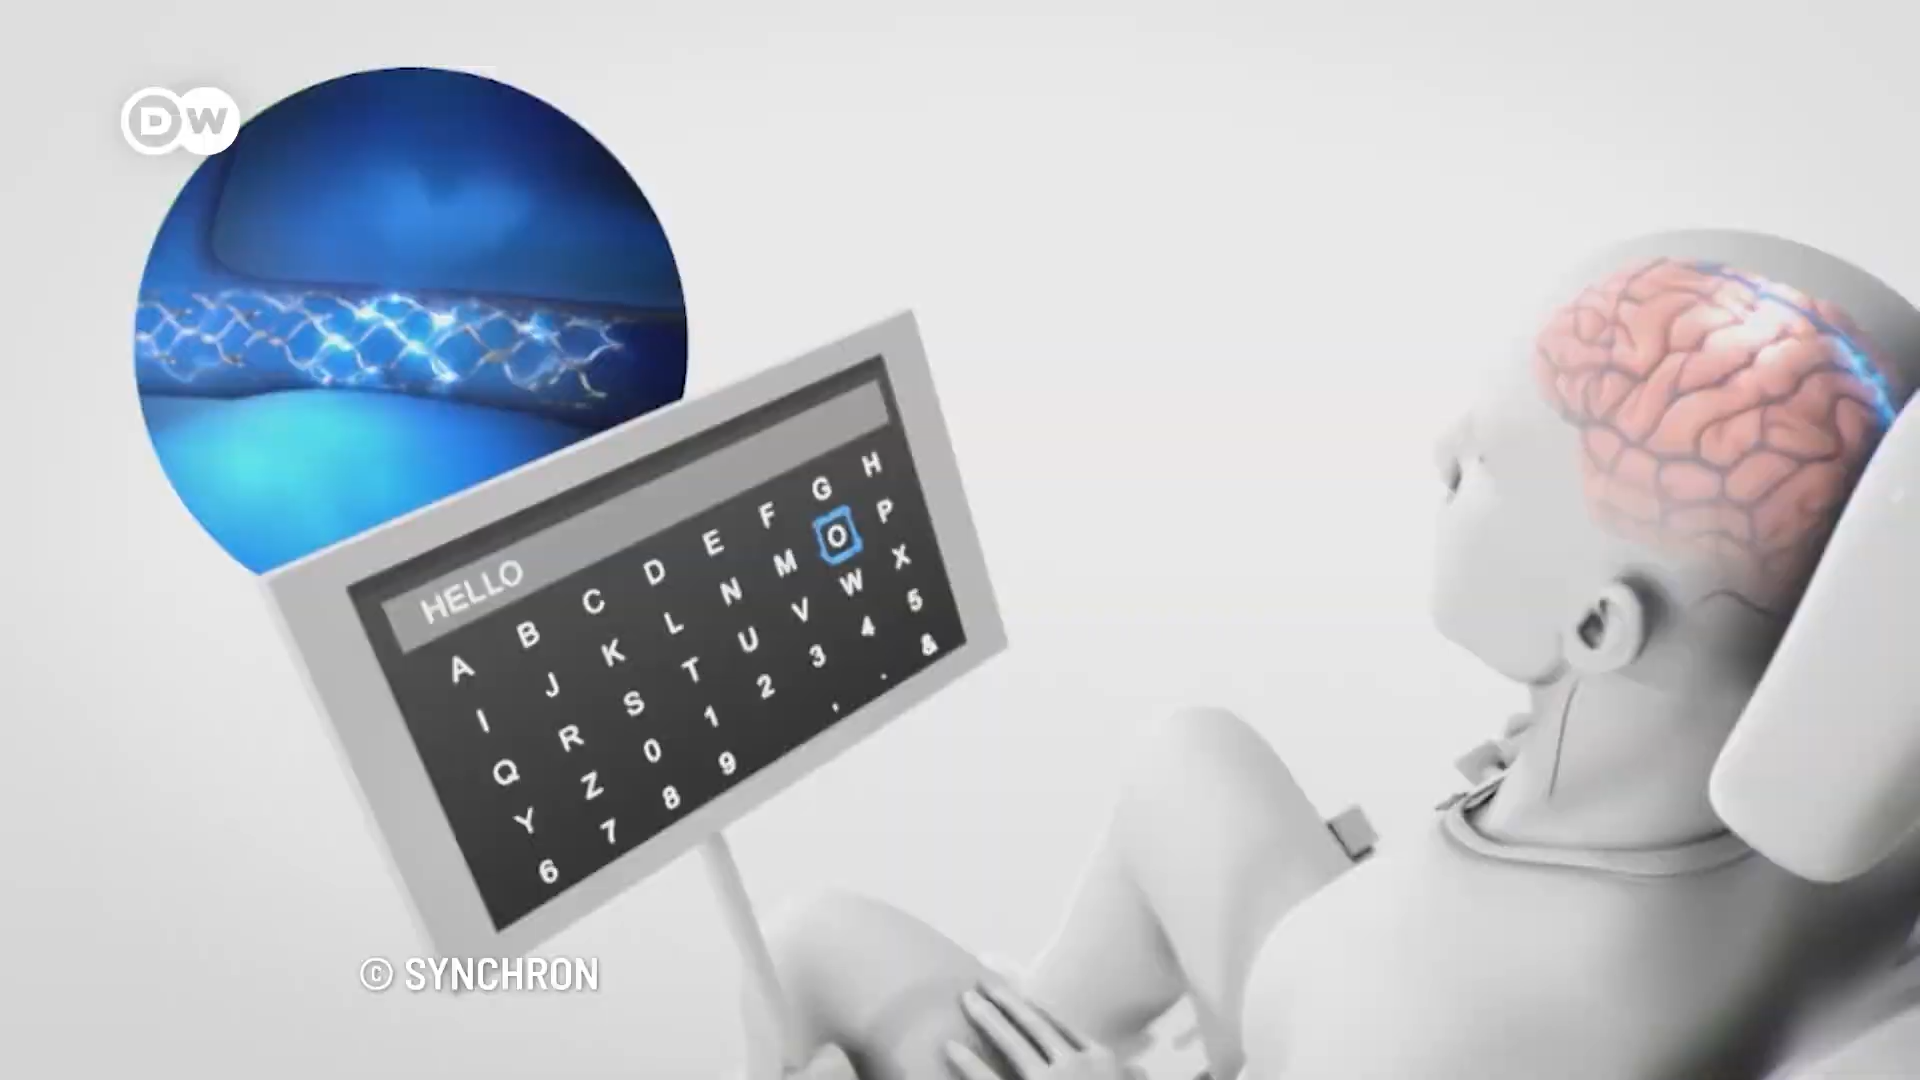 DW
HELLO
A B C D E F G H
I J K L N M O P
Q R S T U V W X
Y Z 0 1 2 3 4 5
6 7 8 9 , . &
© SYNCHRON